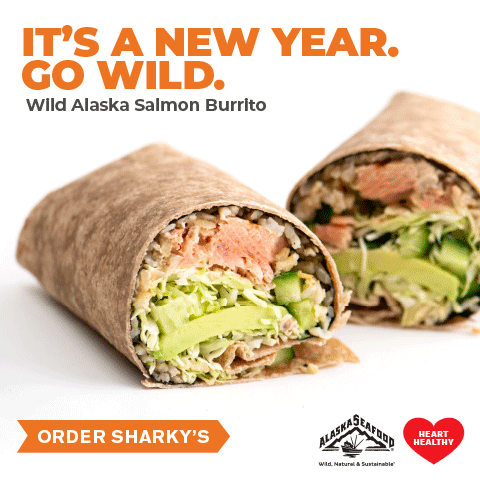 IT'S A NEW YEAR.
GO WILD.
Wild Alaska Salmon Burrito
ORDER SHARKY'S
ALASKA SEAFOOD®
Wild, Natural & Sustainable®
HEART
HEALTHY